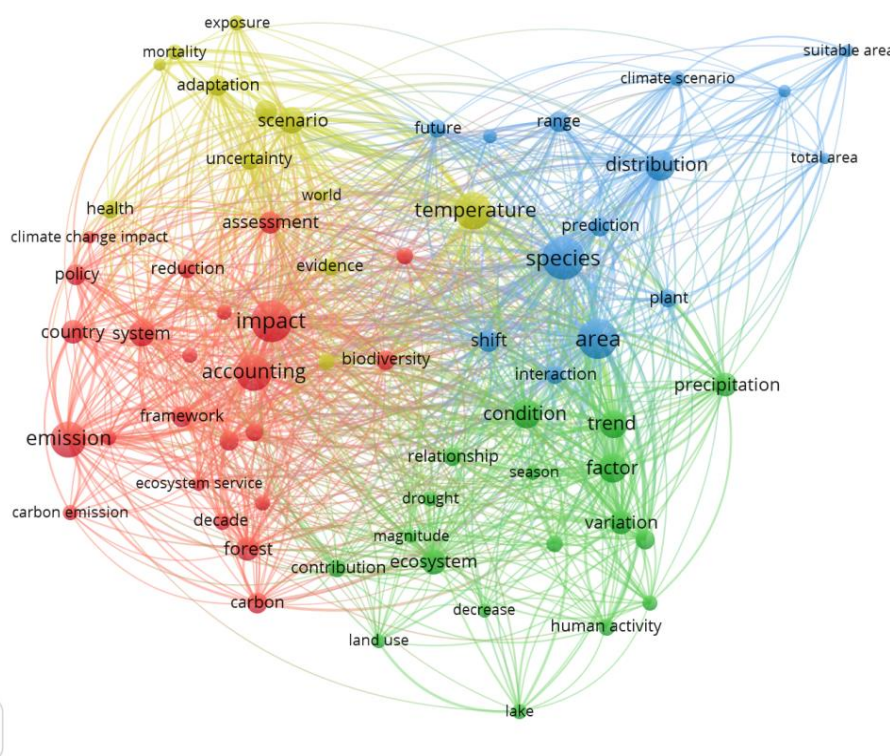 exposure
suitable area
mortality
climate scenario
adaptation
scenario
range
future
uncertainty
total area
distribution
world
health
temperature
assessment
prediction
climate change impact
species
evidence
reduction
policy
plant
impact
country
system
area
shift
biodiversity
accounting
interaction
precipitation
framework
condition
trend
emission
relationship
factor
season
ecosystem service
drought
carbon emission
decade
variation
magnitude
forest
ecosystem
contribution
carbon
decrease
human activity
land use
lake